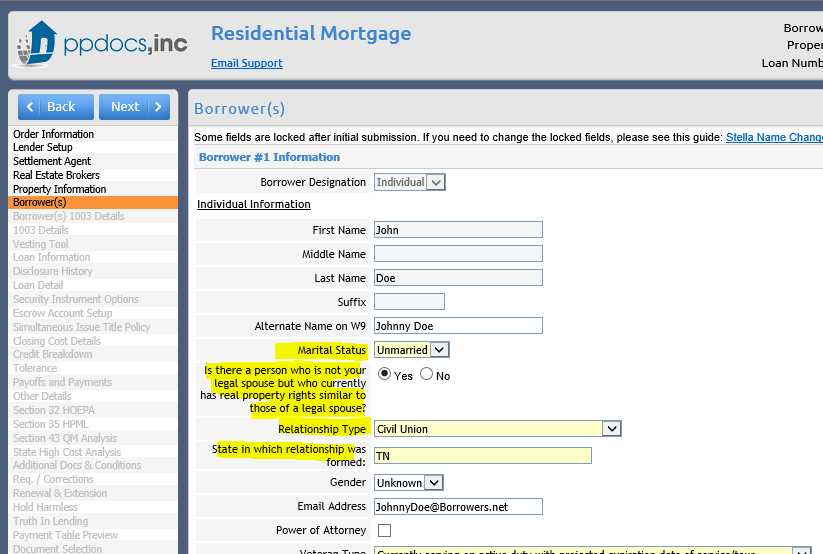 ppdocs,inc
Residential Mortgage
Email Support
Borrow
Proper
Loan Numb
Back
Next
Order Information
Lender Setup
Settlement Agent
Real Estate Brokers
Property Information
Borrower(s)
Borrower(s) 1003 Details
1003 Details
Vesting Tool
Loan Information
Disclosure History
Loan Detail
Security Instrument Options
Escrow Account Setup
Simultaneous Issue Title Policy
Closing Cost Details
Credit Breakdown
Tolerance
Payoffs and Payments
Other Details
Section 32 HOEPA
Section 35 HPML
Section 43 QM Analysis
State High Cost Analysis
Additional Docs & Conditions
Req. / Corrections
Renewal & Extension
Hold Harmless
Truth In Lending
Payment Table Preview
Document Selection
Borrower(s)
Some fields are locked after initial submission. If you need to change the locked fields, please see this guide: Stella Name Change
Borrower #1 Information
Borrower Designation Individual
Individual Information
First Name John
Middle Name
Last Name Doe
Suffix
Alternate Name on W9 Johnny Doe
Marital Status Unmarried
Is there a person who is not your
legal spouse but who currently
has real property rights similar to
those of a legal spouse?
Yes No
Relationship Type Civil Union
State in which relationship was
formed:
TN
Gender Unknown
Email Address JohnnyDoe@Borrowers.net
Power of Attorney
Veteran Type Currently serving on active duty with projected expiration date of service/tour